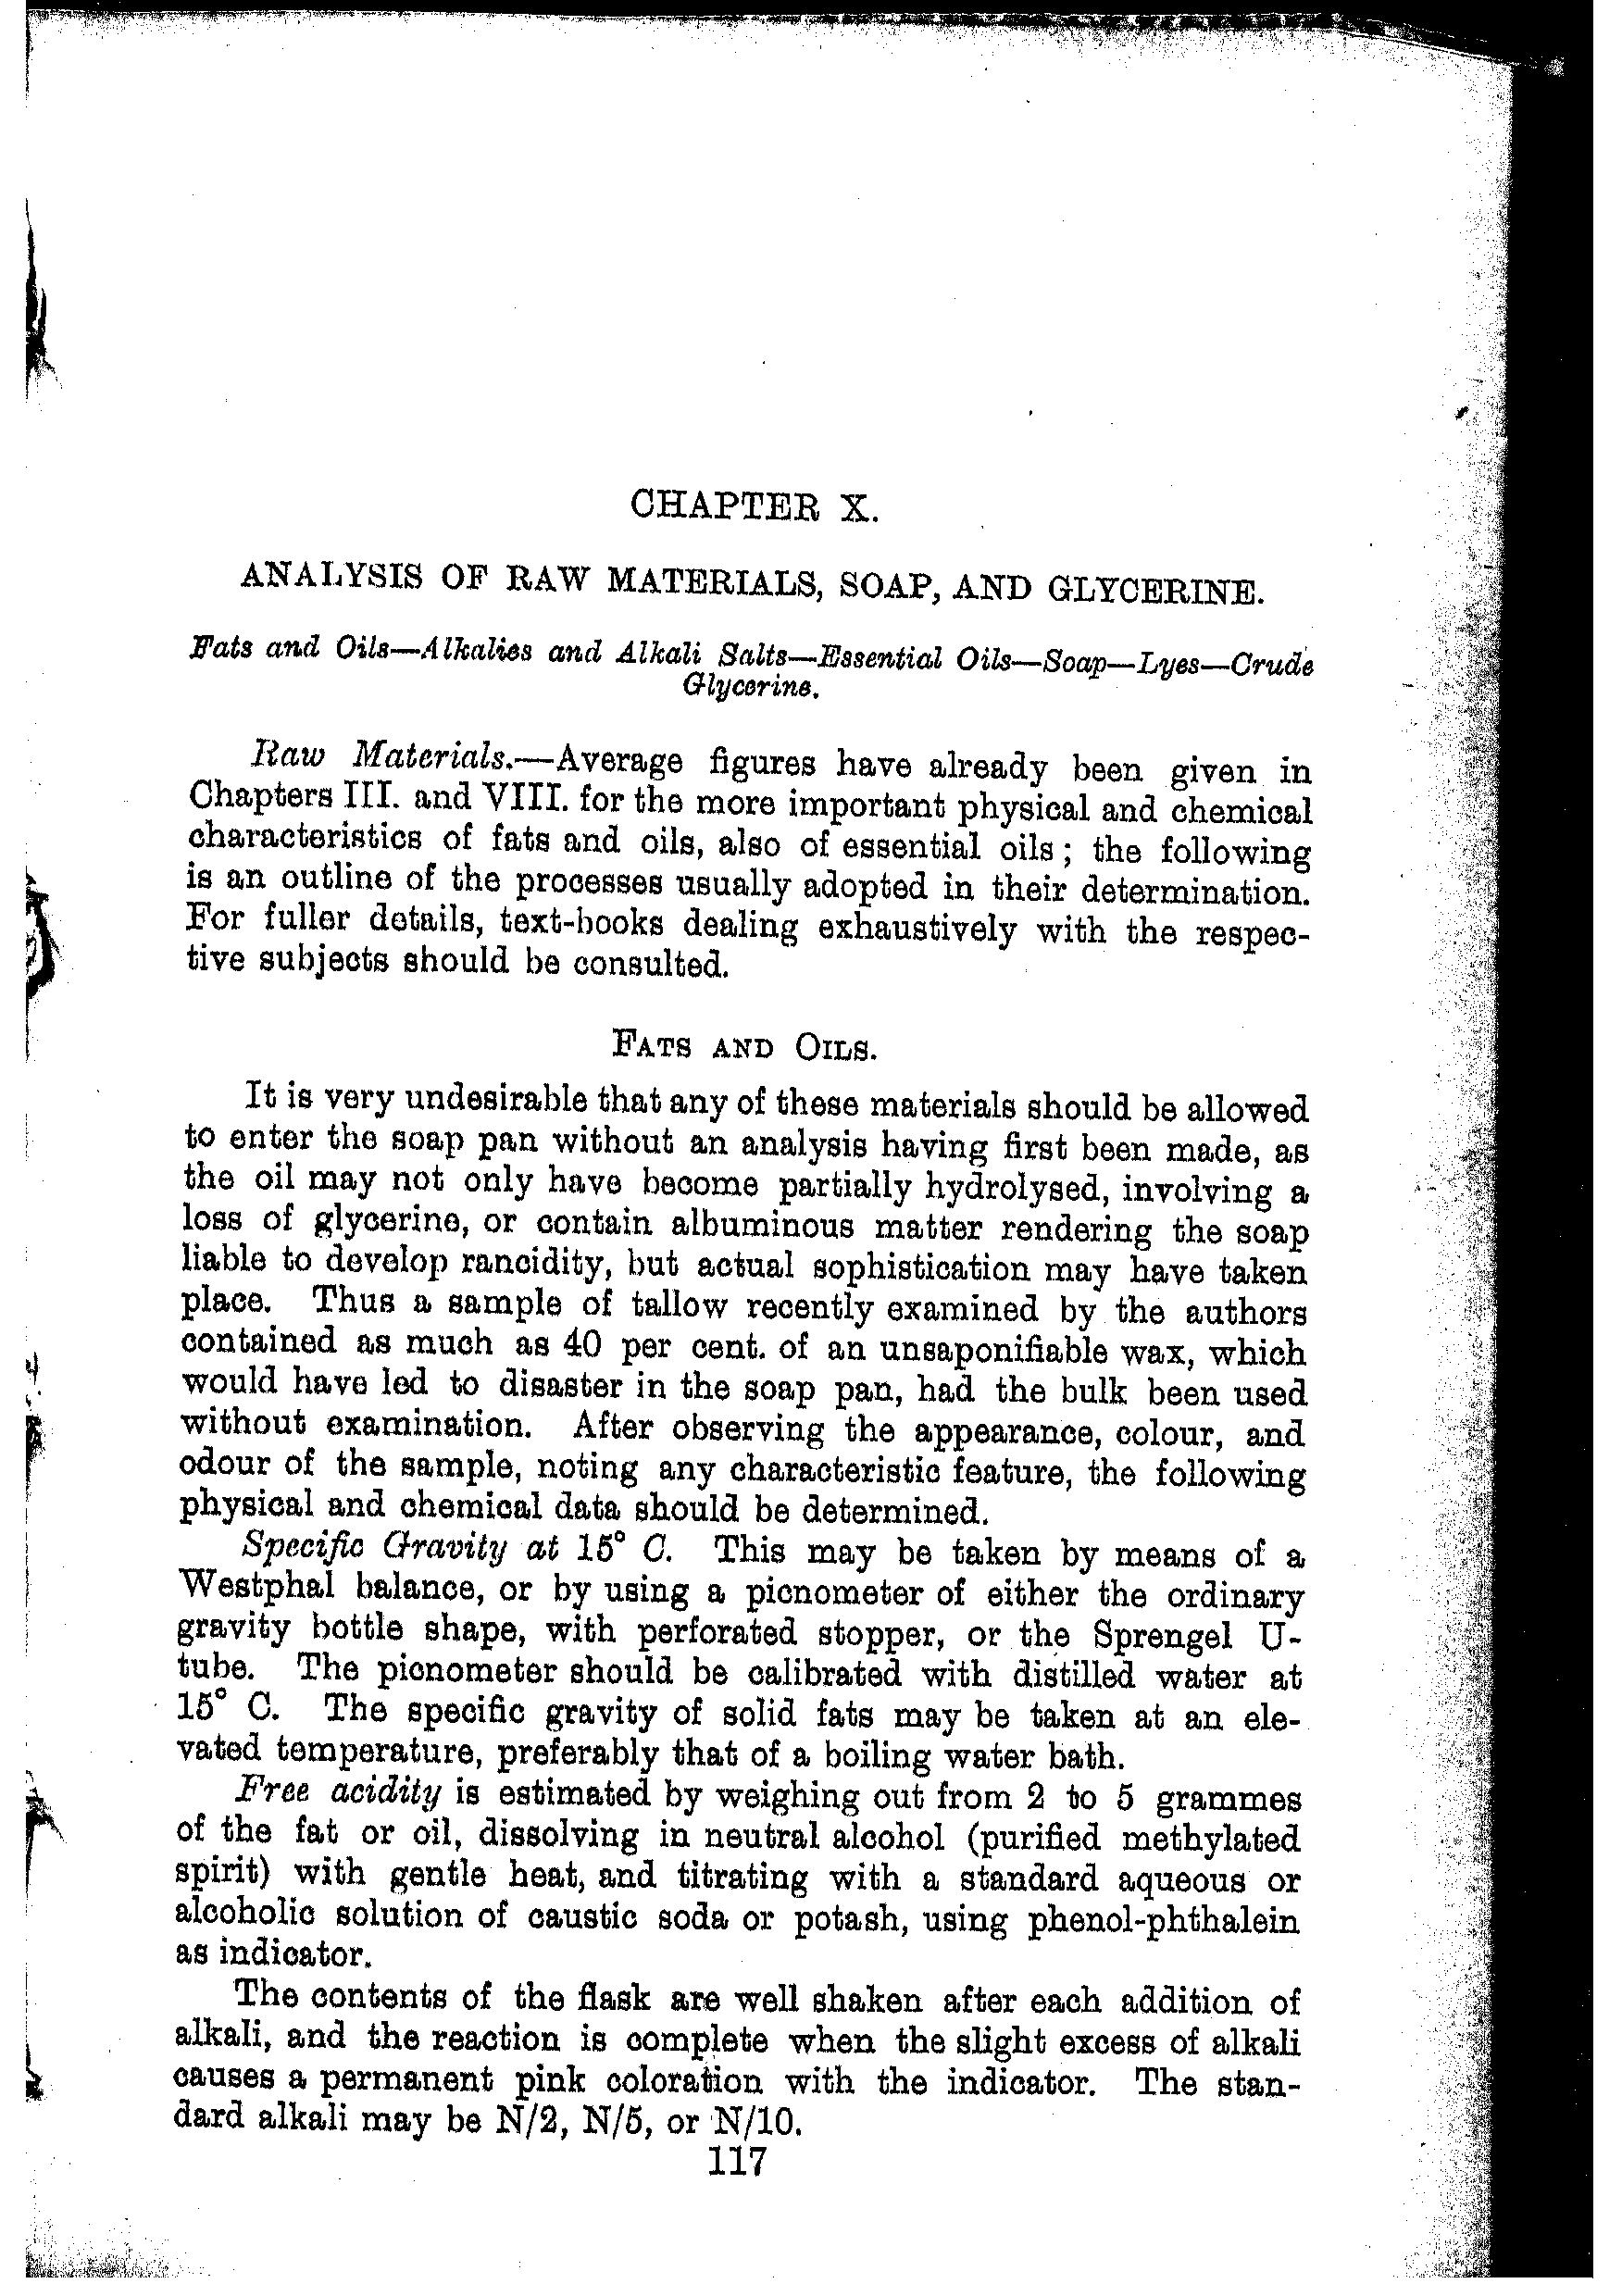 CHAPTER X.
ANALYSIS OF RAW MATERIALS, SOAP, AND GLYCERINE.
Fats and Oils—Alkalies and Alkali Salts—Essential Oils—Soap—Lyes—Crude
Glycerine.
Raw Materials.—Average figures have already been given in
Chapters III. and VIII. for the more important physical and chemical
characteristics of fats and oils, also of essential oils; the following
is an outline of the processes usually adopted in their determination.
For fuller details, text-books dealing exhaustively with the respec-
tive subjects should be consulted.
FATS AND OILS.
It is very undesirable that any of these materials should be allowed
to enter the soap pan without an analysis having first been made, as
the oil may not only have become partially hydrolysed, involving a
loss of glycerine, or contain albuminous matter rendering the soap
liable to develop rancidity, but actual sophistication may have taken
place. Thus a sample of tallow recently examined by the authors
contained as much as 40 per cent. of an unsaponifiable wax, which
would have led to disaster in the soap pan, had the bulk been used
without examination. After observing the appearance, colour, and
odour of the sample, noting any characteristic feature, the following
physical and chemical data should be determined.
Specific Gravity at 15° C. This may be taken by means of a
Westphal balance, or by using a picnometer of either the ordinary
gravity bottle shape, with perforated stopper, or the Sprengel U-
tube. The picnometer should be calibrated with distilled water at
15° C. The specific gravity of solid fats may be taken at an ele-
vated temperature, preferably that of a boiling water bath.
Free acidity is estimated by weighing out from 2 to 5 grammes
of the fat or oil, dissolving in neutral alcohol (purified methylated
spirit) with gentle heat, and titrating with a standard aqueous or
alcoholic solution of caustic soda or potash, using phenol-phthalein
as indicator.
The contents of the flask are well shaken after each addition of
alkali, and the reaction is complete when the slight excess of alkali
causes a permanent pink coloration with the indicator. The stan-
dard alkali may be N/2, N/5, or N/10.
117